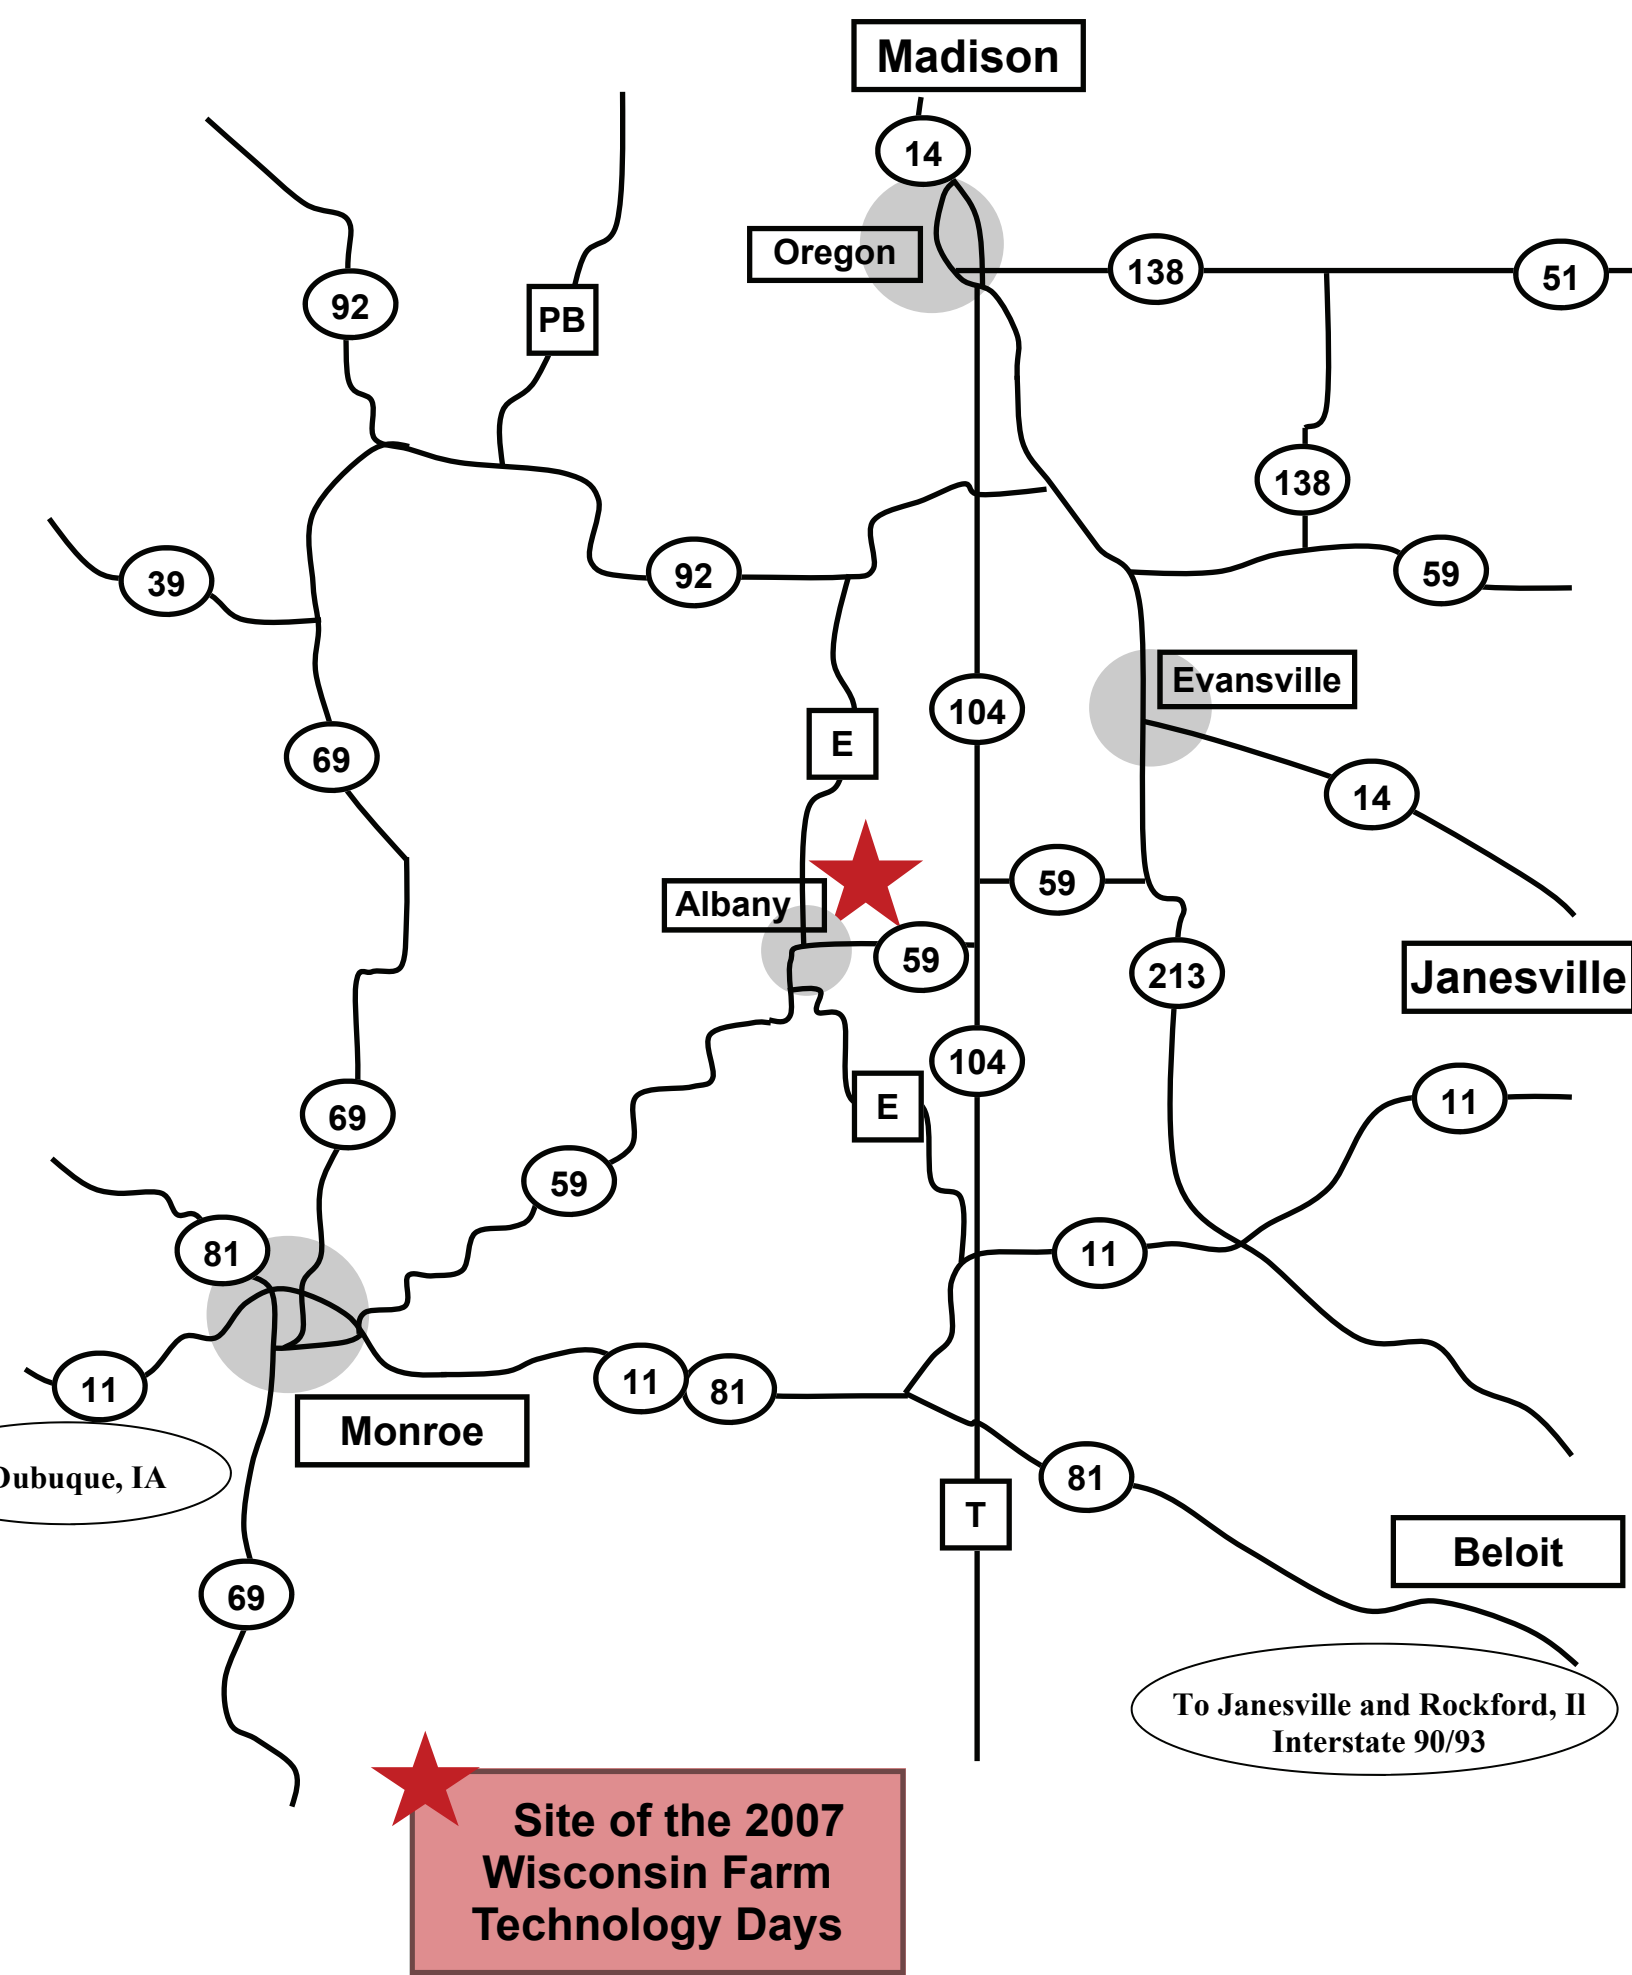 Madison
14
Oregon
138
51
92
PB
138
39
92
59
Evansville
104
69
E
14
59
Albany
59
213
Janesville
104
11
E
69
59
81
11
11
11
81
Monroe
Dubuque, IA
81
T
Beloit
69
To Janesville and Rockford, Il
Interstate 90/93
Site of the 2007
Wisconsin Farm
Technology Days